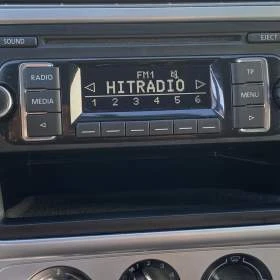 SOUND
EJECT
RADIO
FM1
TP
HITRADIO
MEDIA
MENU
1 2 3 4 5 6